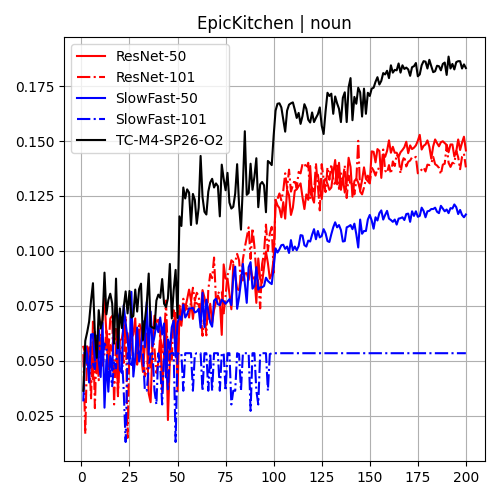 EpicKitchen | noun
ResNet-50
ResNet-101
SlowFast-50
SlowFast-101
TC-M4-SP26-O2
0.175
0.150
0.125
0.100
0.075
0.050
0.025
0 25 50 75 100 125 150 175 200